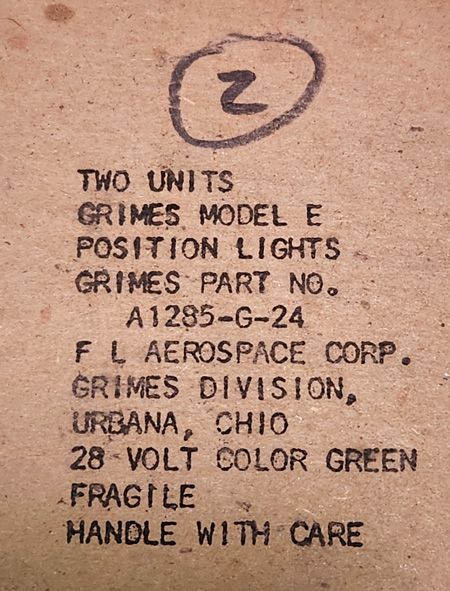 2
TWO UNITS
GRIMES MODEL E
POSITION LIGHTS
GRIMES PART NO.
A1285-G-24
F L AEROSPACE CORP.
GRIMES DIVISION,
URBANA, OHIO
28 VOLT COLOR GREEN
FRAGILE
HANDLE WITH CARE